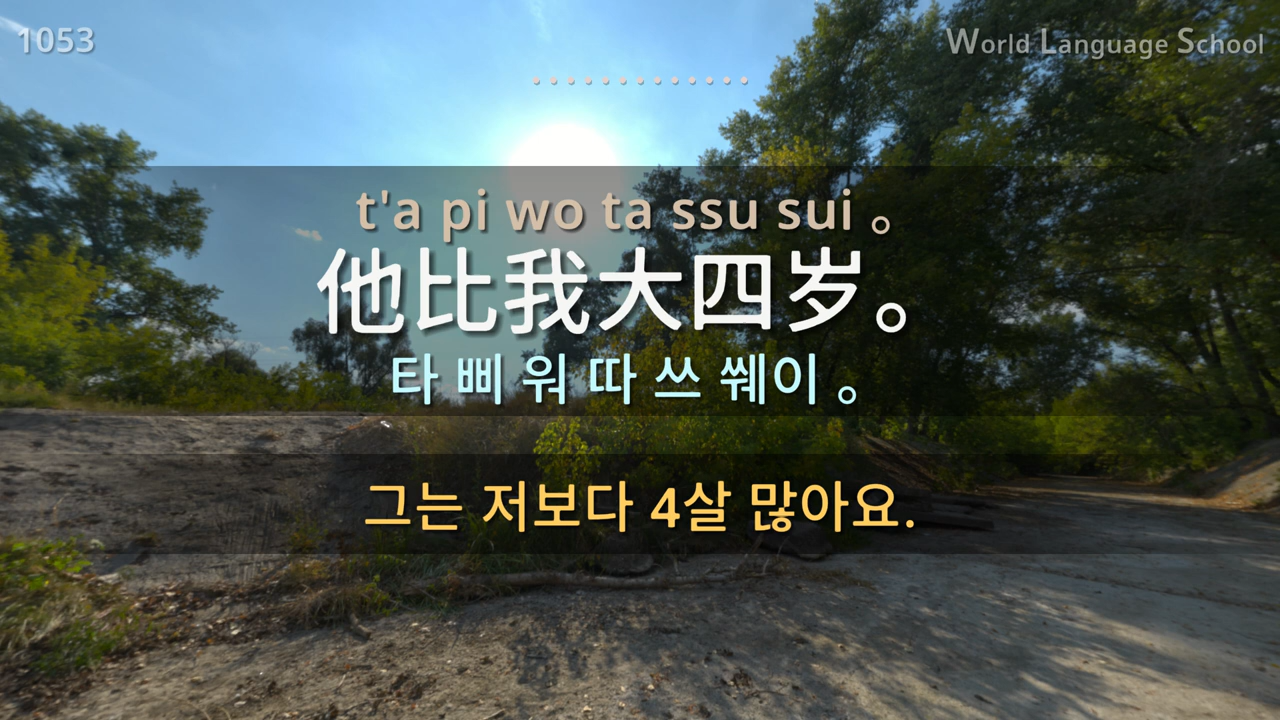 1053
World Language School
t'a pi wo ta ssu sui 。
他比我大四岁。
타 삐 워 따 쓰 쒜이 。
그는 저보다 4살 많아요.